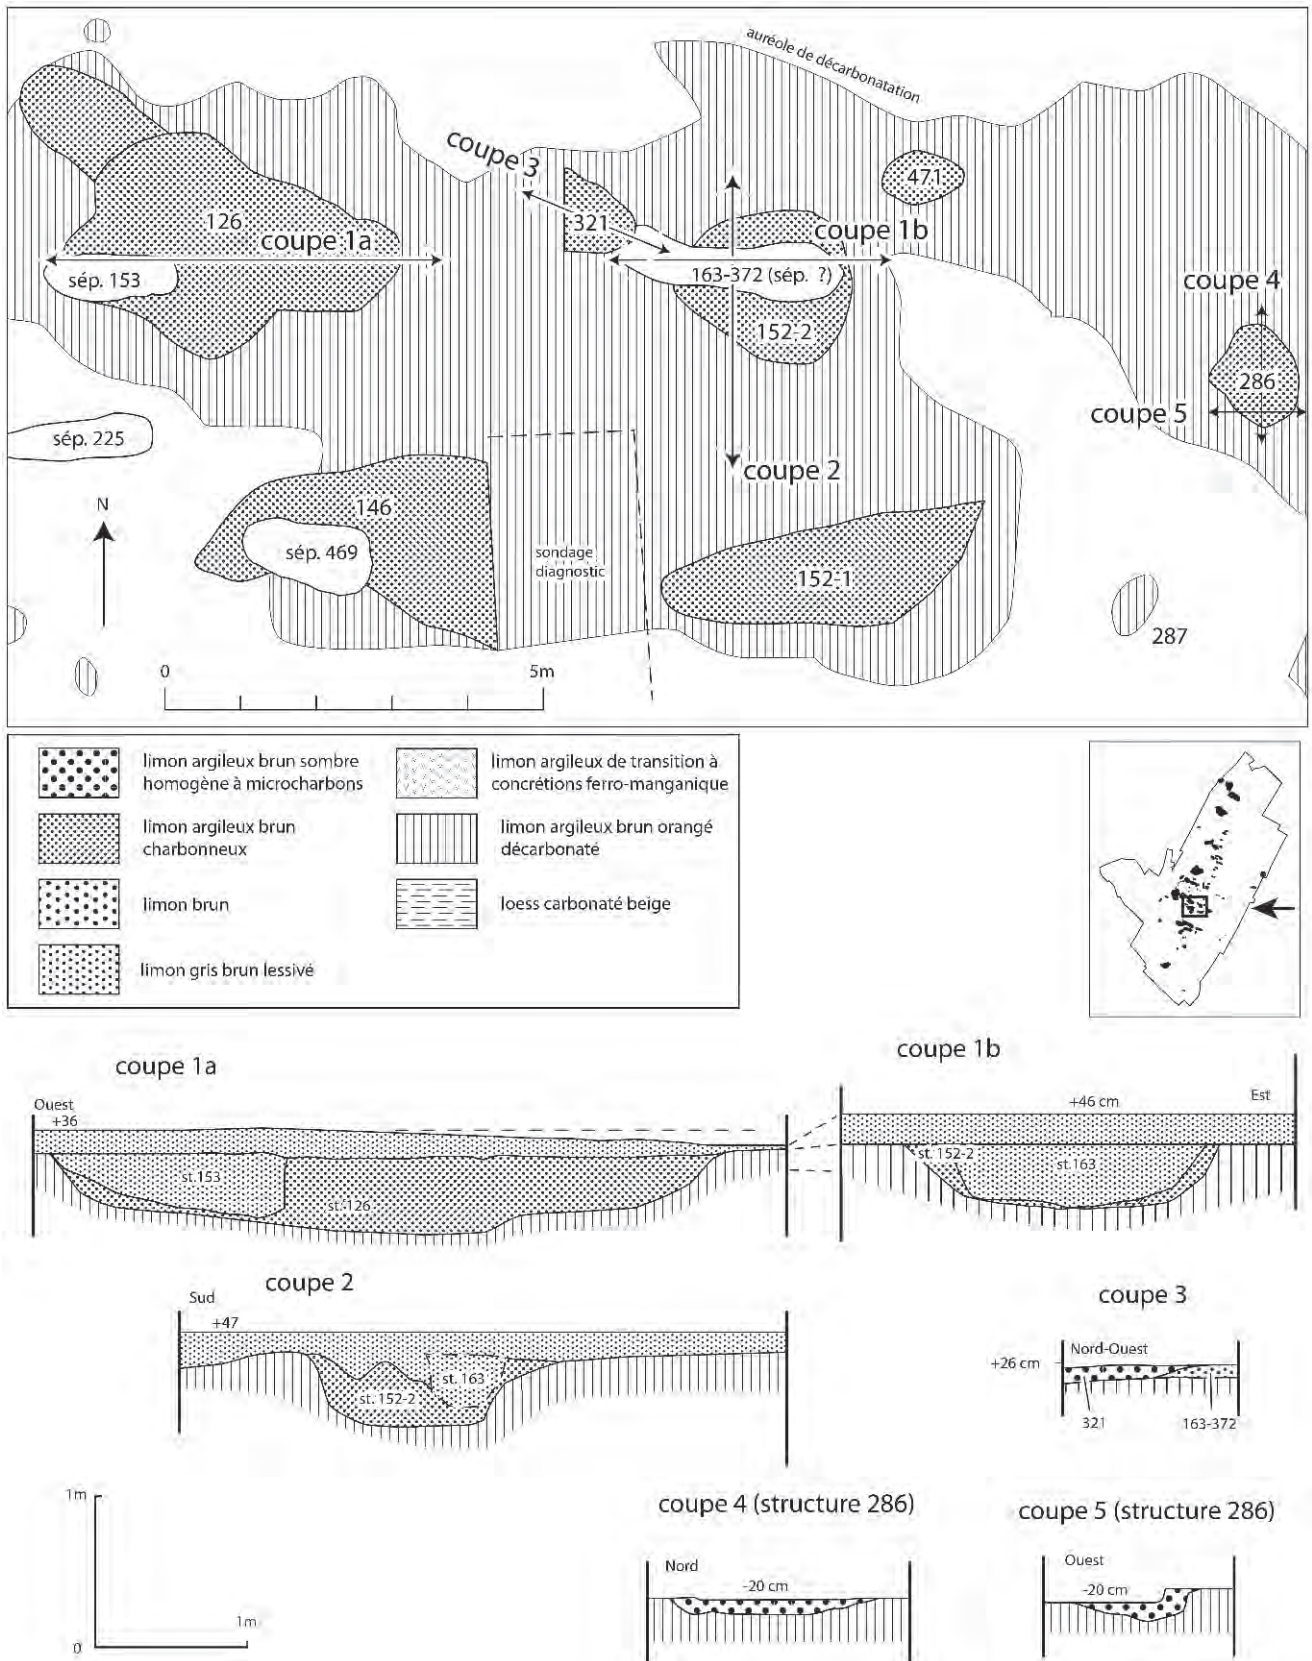 auréole de décarbonatation
coupe 3
47.1
126
321
coupe 1a
coupe 1b
sép. 153
163-372 (sép. ?)
coupe 4
152-2
286
coupe 5
sép. 225
coupe 2
N
146
sép. 469
sondage
diagnostic
152-1
287
0
5m
limon argileux brun sombre
homogène à microcharbons
limon argileux brun
charbonneux
limon brun
limon gris brun lessivé
limon argileux de transition à
concrétions ferro-manganique
limon argileux brun orangé
décarbonaté
loess carbonaté beige
coupe 1a
coupe 1b
Ouest
+36
st.153
st.126
+46 cm
Est
st. 152-2
st.163
coupe 2
Sud
+47
st. 152-2
st. 163
coupe 3
Nord-Ouest
+26 cm
321
163-372
1m
1m
0
coupe 4 (structure 286)
Nord
-20 cm
coupe 5 (structure 286)
Ouest
-20 cm